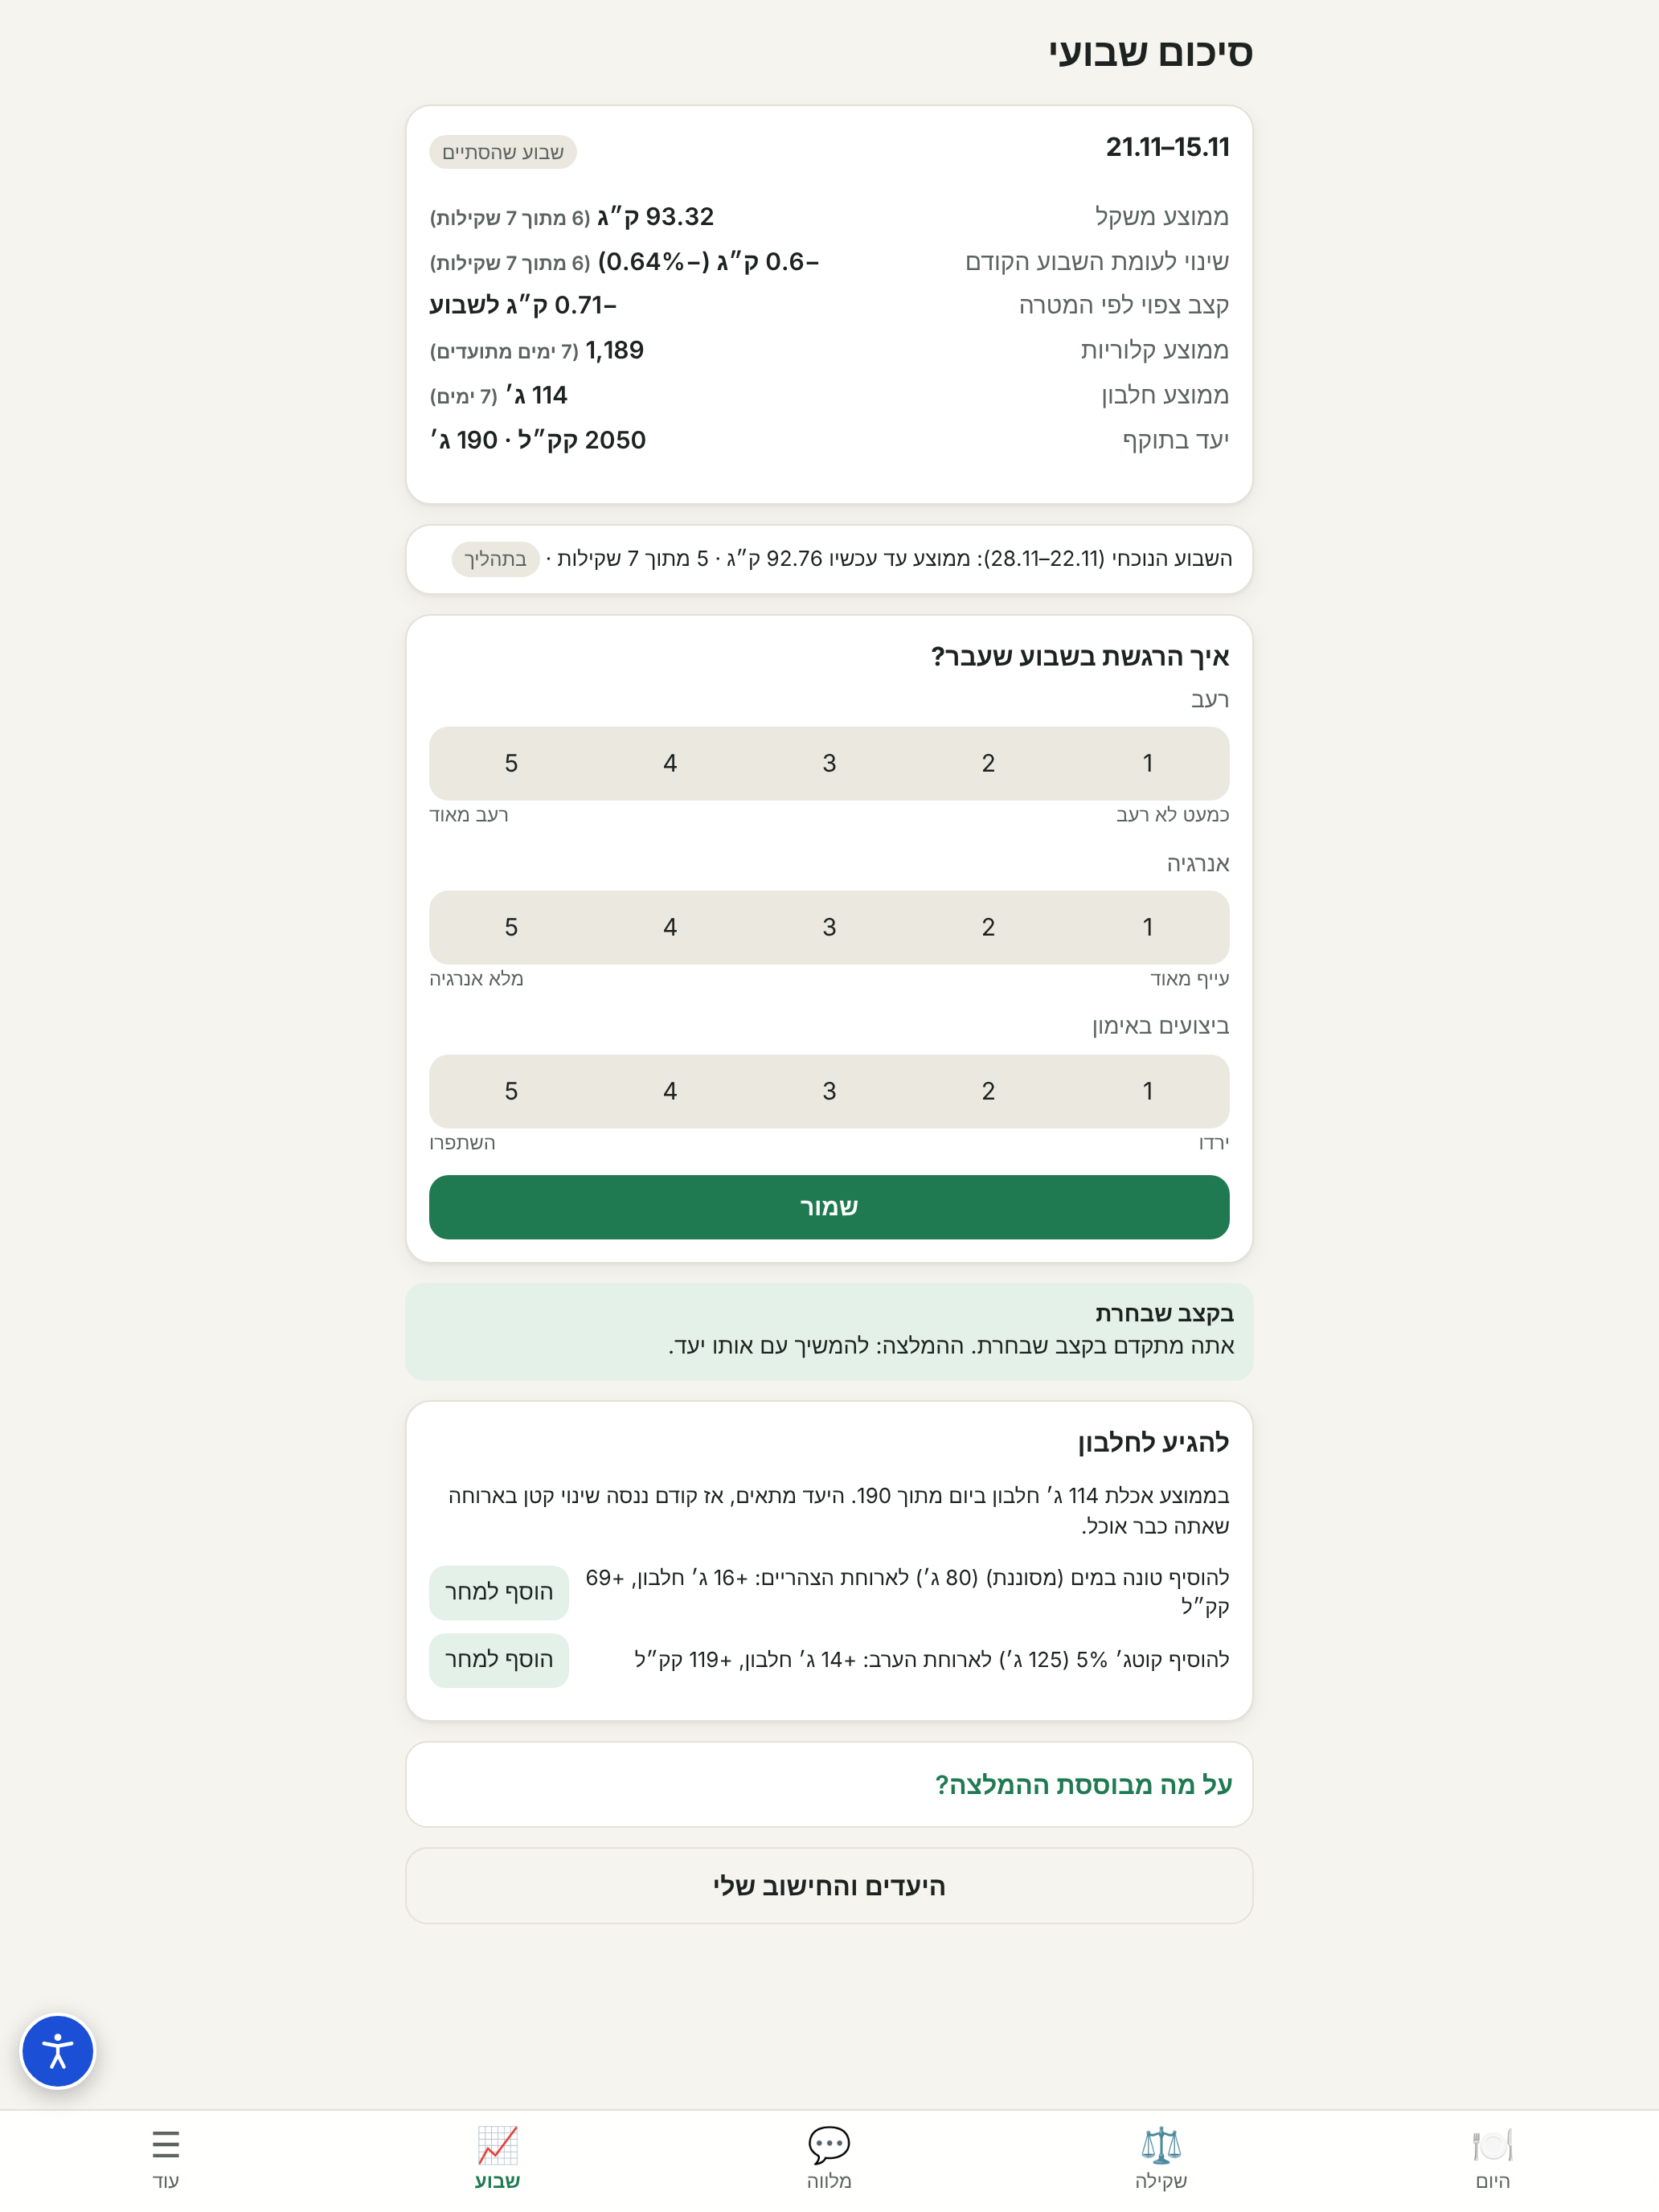 סיכום שבועי
15.11–21.11
שבוע שהסתיים
ממוצע משקל
93.32 ק״ג (6 מתוך 7 שקילות)
שינוי לעומת השבוע הקודם
−0.6 ק״ג (−0.64%) (6 מתוך 7 שקילות)
קצב צפוי לפי המטרה
−0.71 ק״ג לשבוע
ממוצע קלוריות
1,189 (7 ימים מתועדים)
ממוצע חלבון
114 ג׳ (7 ימים)
יעד בתוקף
2050 קק״ל · 190 ג׳
השבוע הנוכחי (22.11–28.11): ממוצע עד עכשיו 92.76 ק״ג · 5 מתוך 7 שקילות · בתהליך
איך הרגשת בשבוע שעבר?
רעב
1 2 3 4 5
כמעט לא רעב
רעב מאוד
אנרגיה
1 2 3 4 5
עייף מאוד
מלא אנרגיה
ביצועים באימון
1 2 3 4 5
ירדו
השתפרו
שמור
בקצב שבחרת
אתה מתקדם בקצב שבחרת. ההמלצה: להמשיך עם אותו יעד.
להגיע לחלבון
בממוצע אכלת 114 ג׳ חלבון ביום מתוך 190. היעד מתאים, אז קודם ננסה שינוי קטן בארוחה
שאתה כבר אוכל.
להוסיף טונה במים (מסוננת) (80 ג׳) לארוחת הצהריים: +16 ג׳ חלבון, +69
קק״ל
הוסף למחר
להוסיף קוטג׳ 5% (125 ג׳) לארוחת הערב: +14 ג׳ חלבון, +119 קק״ל
הוסף למחר
על מה מבוססת ההמלצה?
היעדים והחישוב שלי
היום
שקילה
מלווה
שבוע
עוד